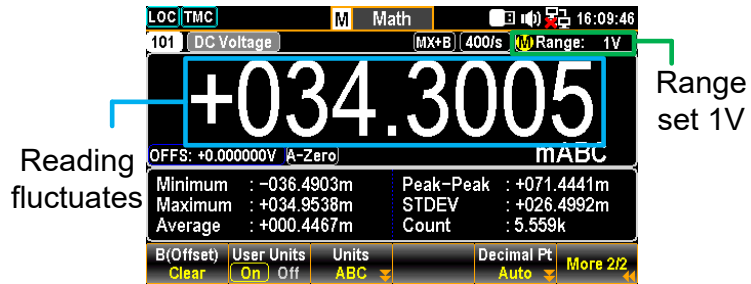 LOC TMC M Math 16:09:46
101 DC Voltage MX+B 400/s M Range: 1V
+034.3005
mABC
OFFS: +0.000000V A-Zero
Minimum : -036.4903m Peak-Peak : +071.4441m
Maximum : +034.9538m STDEV : +026.4992m
Average : +000.4467m Count : 5.559k
B(Offset) User Units Units Decimal Pt More 2/2
Clear On Off ABC Auto
Reading
fluctuates
Range
set 1V